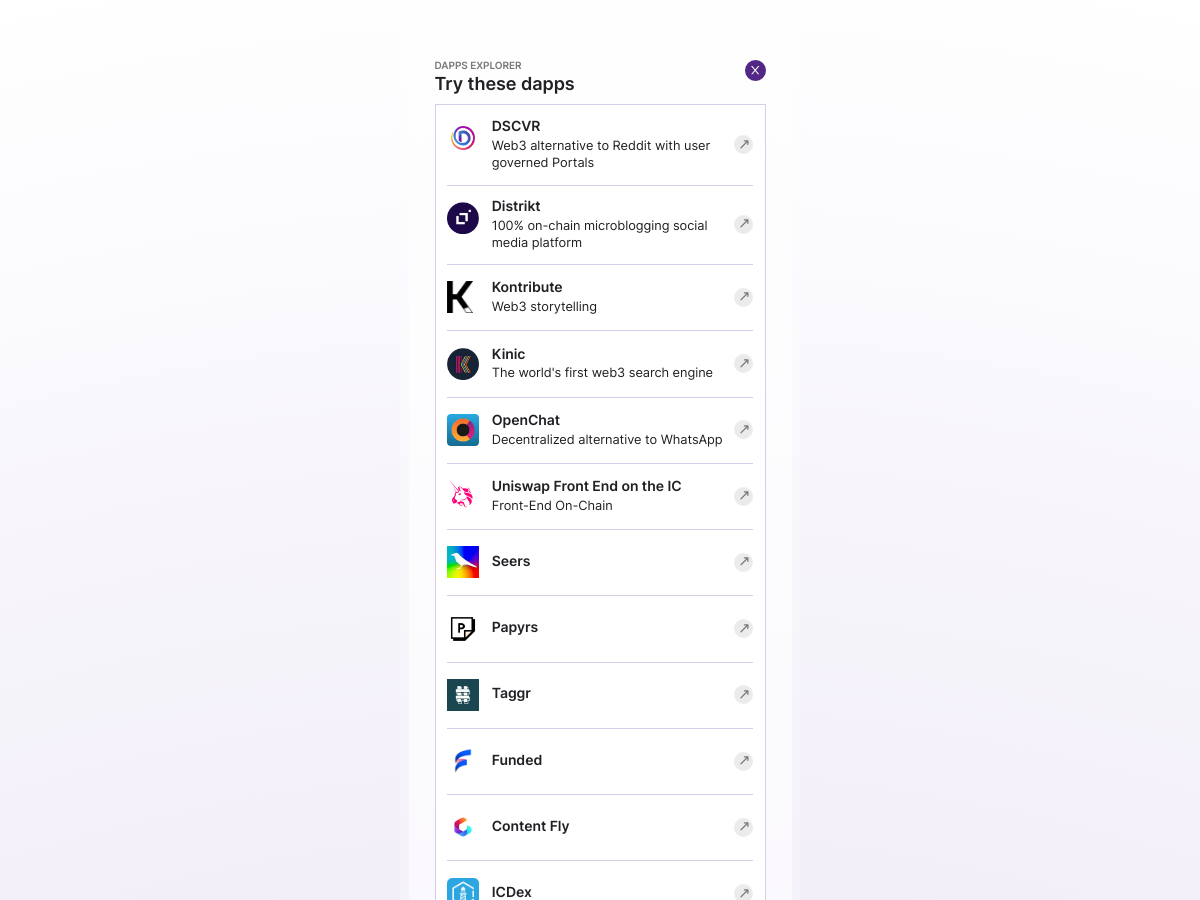 DAPPS EXPLORER
Try these dapps
X
DSCVR
Web3 alternative to Reddit with user
governed Portals
Distrikt
100% on-chain microblogging social
media platform
Kontribute
Web3 storytelling
Kinic
The world's first web3 search engine
OpenChat
Decentralized alternative to WhatsApp
Uniswap Front End on the IC
Front-End On-Chain
Seers
Papyrs
Taggr
Funded
Content Fly
ICDex